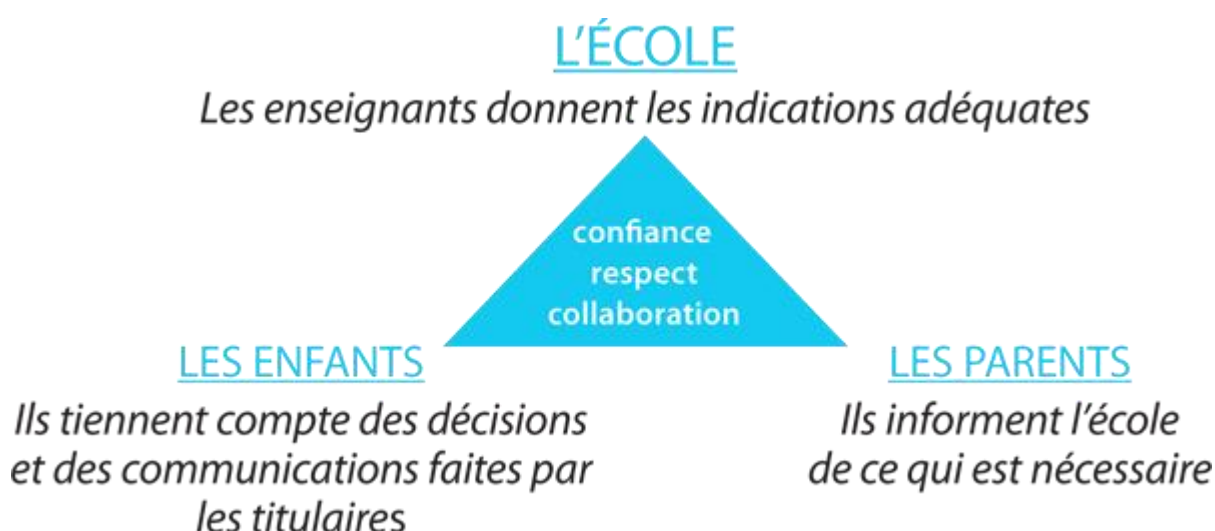 L'ÉCOLE
Les enseignants donnent les indications adéquates
confiance
respect
collaboration
LES ENFANTS
Ils tiennent compte des décisions
et des communications faites par
les titulaires
LES PARENTS
Ils informent l'école
de ce qui est nécessaire